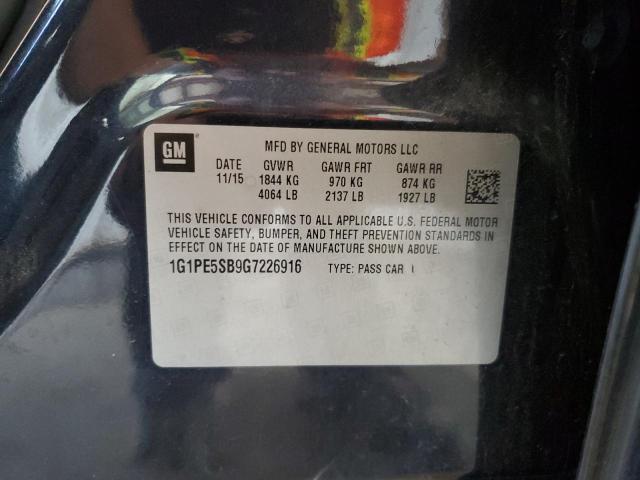 GM
MFD BY GENERAL MOTORS LLC
DATE GVWR GAWR FRT GAWR RR
11/15 1844 KG 970 KG 874 KG
4064 LB 2137 LB 1927 LB
THIS VEHICLE CONFORMS TO ALL APPLICABLE U.S. FEDERAL MOTOR
VEHICLE SAFETY, BUMPER, AND THEFT PREVENTION STANDARDS IN
EFFECT ON THE DATE OF MANUFACTURE SHOWN ABOVE.
1G1PE5SB9G7226916 TYPE: PASS CAR